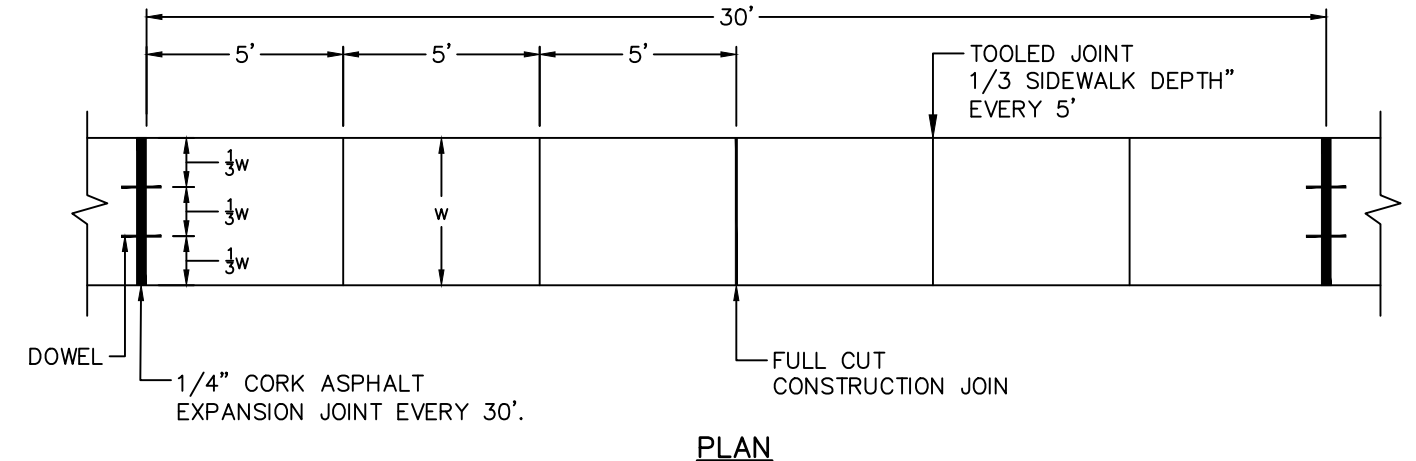 30'
5'
5'
5'
TOOLED JOINT
1/3 SIDEWALK DEPTH"
EVERY 5'
1/3W
1/3W
W
1/3W
DOWEL
1/4" CORK ASPHALT
EXPANSION JOINT EVERY 30'.
FULL CUT
CONSTRUCTION JOIN
PLAN